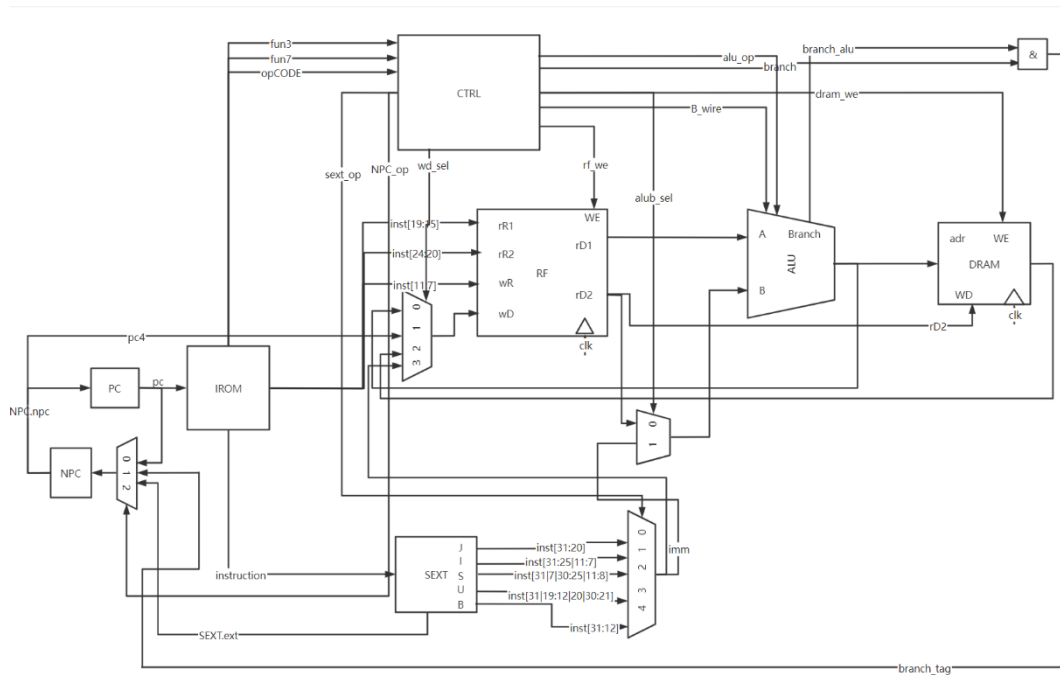 fun3
fun7
opCODE
CTRL
alu_op
branch
branch_alu
&
dram_we
B_wire
sext_op
NPC_op
wd_sel
rf_we
alub_sel
inst[19:15]
inst[24:20]
inst[11:7]
rR1
rR2
wR
wD
RF
WE
rD1
rD2
clk
0
1
2
3
A
B
Branch
ALU
adr
WE
DRAM
WD
clk
rD2
pc4
PC
pc
IROM
NPC.npc
NPC
0
1
2
0
1
instruction
SEXT
J
I
S
U
B
inst[31:20]
inst[31:25|11:7]
inst[31|7|30:25|11:8]
inst[31|19:12|20|30:21]
inst[31:12]
0
1
2
3
4
imm
SEXT.ext
branch_tag